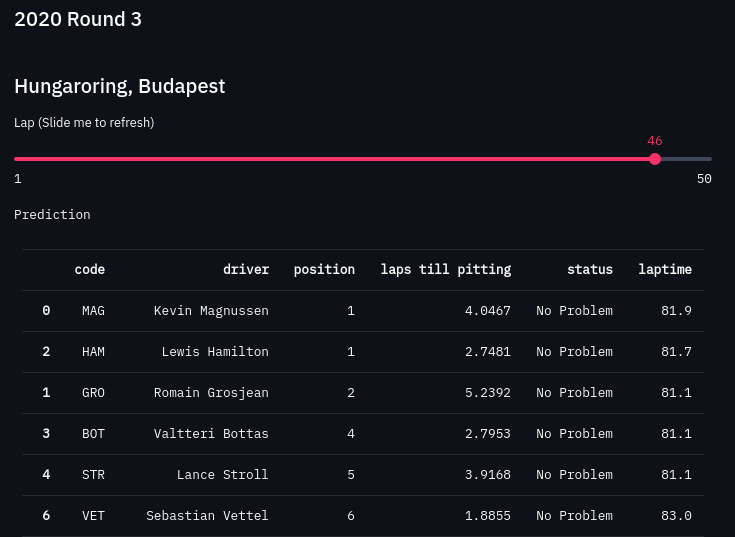 2020 Round 3
Hungaroring, Budapest
Lap (Slide me to refresh)
46
1 50
Prediction
code driver position laps till pitting status laptime
0 MAG Kevin Magnussen 1 4.0467 No Problem 81.9
2 HAM Lewis Hamilton 1 2.7481 No Problem 81.7
1 GRO Romain Grosjean 2 5.2392 No Problem 81.1
3 BOT Valtteri Bottas 4 2.7953 No Problem 81.1
4 STR Lance Stroll 5 3.9168 No Problem 81.1
6 VET Sebastian Vettel 6 1.8855 No Problem 83.0